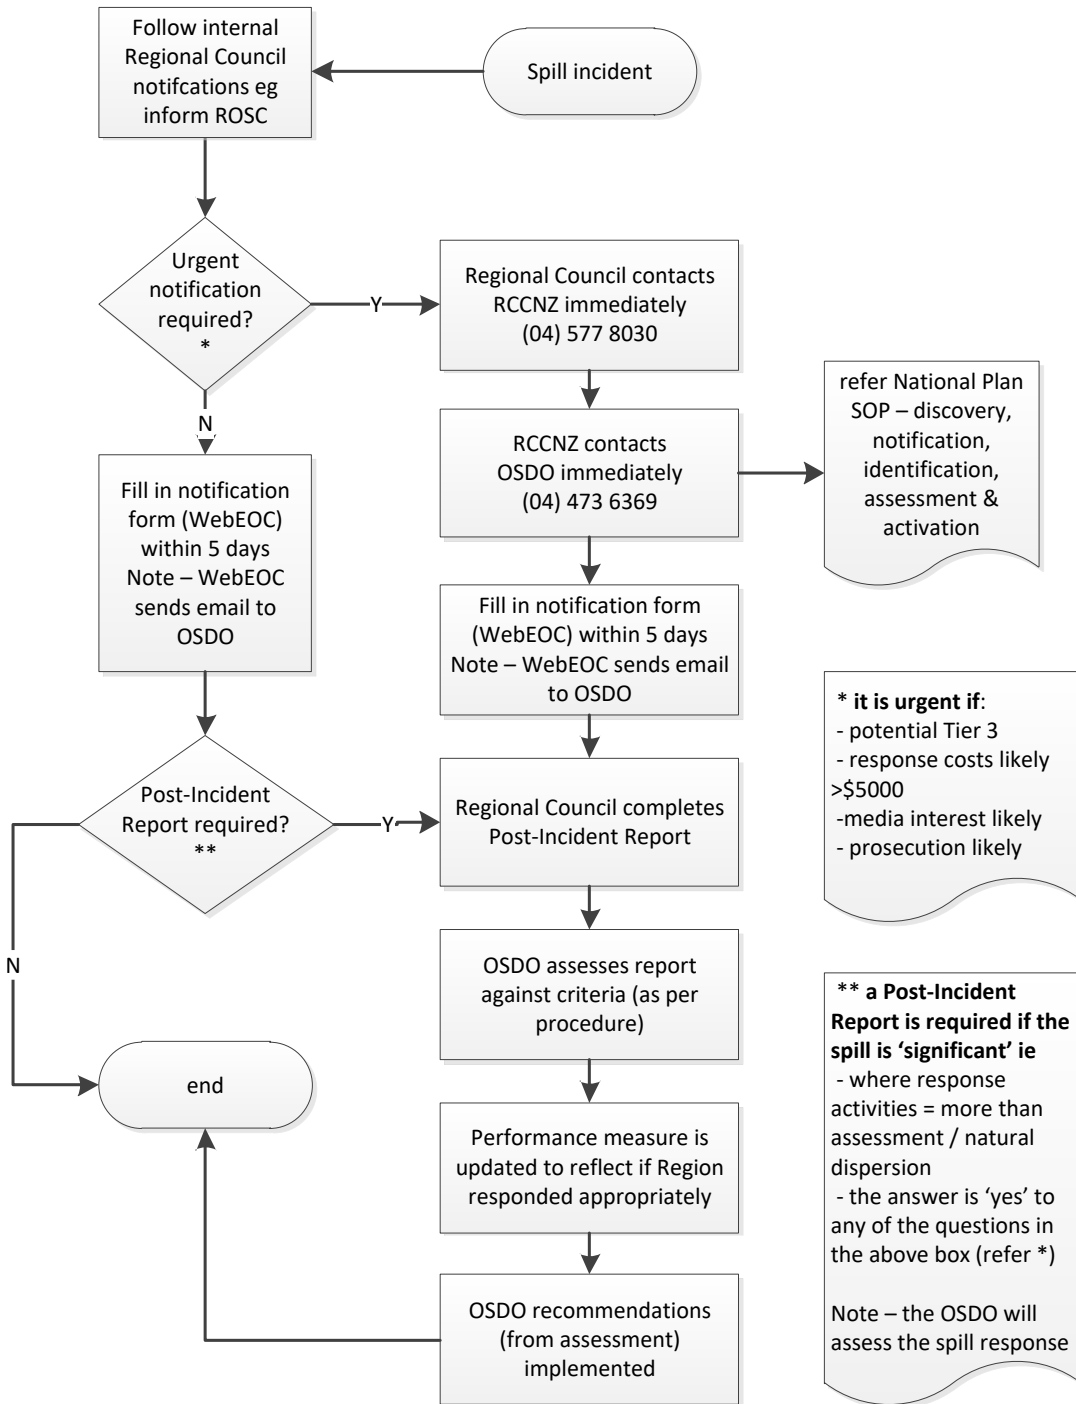 Follow internal
Regional Council
notifcations eg
inform ROSC
Spill incident
Urgent
notification
required?
*
Y
N
Regional Council contacts
RCCNZ immediately
(04) 577 8030
RCCNZ contacts
OSDO immediately
(04) 473 6369
refer National Plan
SOP – discovery,
notification,
identification,
assessment &
activation
Fill in notification
form (WebEOC)
within 5 days
Note – WebEOC
sends email to
OSDO
Fill in notification form
(WebEOC) within 5 days
Note – WebEOC sends email
to OSDO
* it is urgent if:
- potential Tier 3
- response costs likely
>$5000
-media interest likely
- prosecution likely
Post-Incident
Report required?
**
Y
N
Regional Council completes
Post-Incident Report
OSDO assesses report
against criteria (as per
procedure)
end
Performance measure is
updated to reflect if Region
responded appropriately
OSDO recommendations
(from assessment)
implemented
** a Post-Incident
Report is required if the
spill is ‘significant’ ie
- where response
activities = more than
assessment / natural
dispersion
- the answer is ‘yes’ to
any of the questions in
the above box (refer *)
Note – the OSDO will
assess the spill response